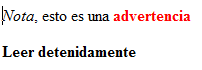 Nota, esto es una advertencia
Leer detenidamente